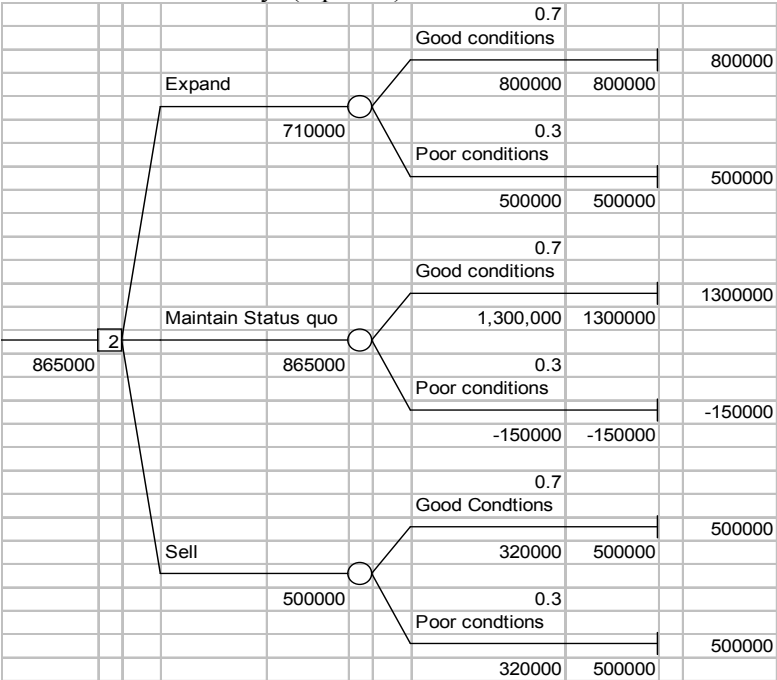 0.7
Good conditions
800000
Expand 800000 800000
710000 0.3
Poor conditions
500000
500000 500000
0.7
Good conditions
1300000
Maintain Status quo 1,300,000 1300000
2
865000 865000 0.3
Poor conditions
-150000
-150000 -150000
0.7
Good Condtions
500000
Sell 320000 500000
500000 0.3
Poor condtions
500000
320000 500000